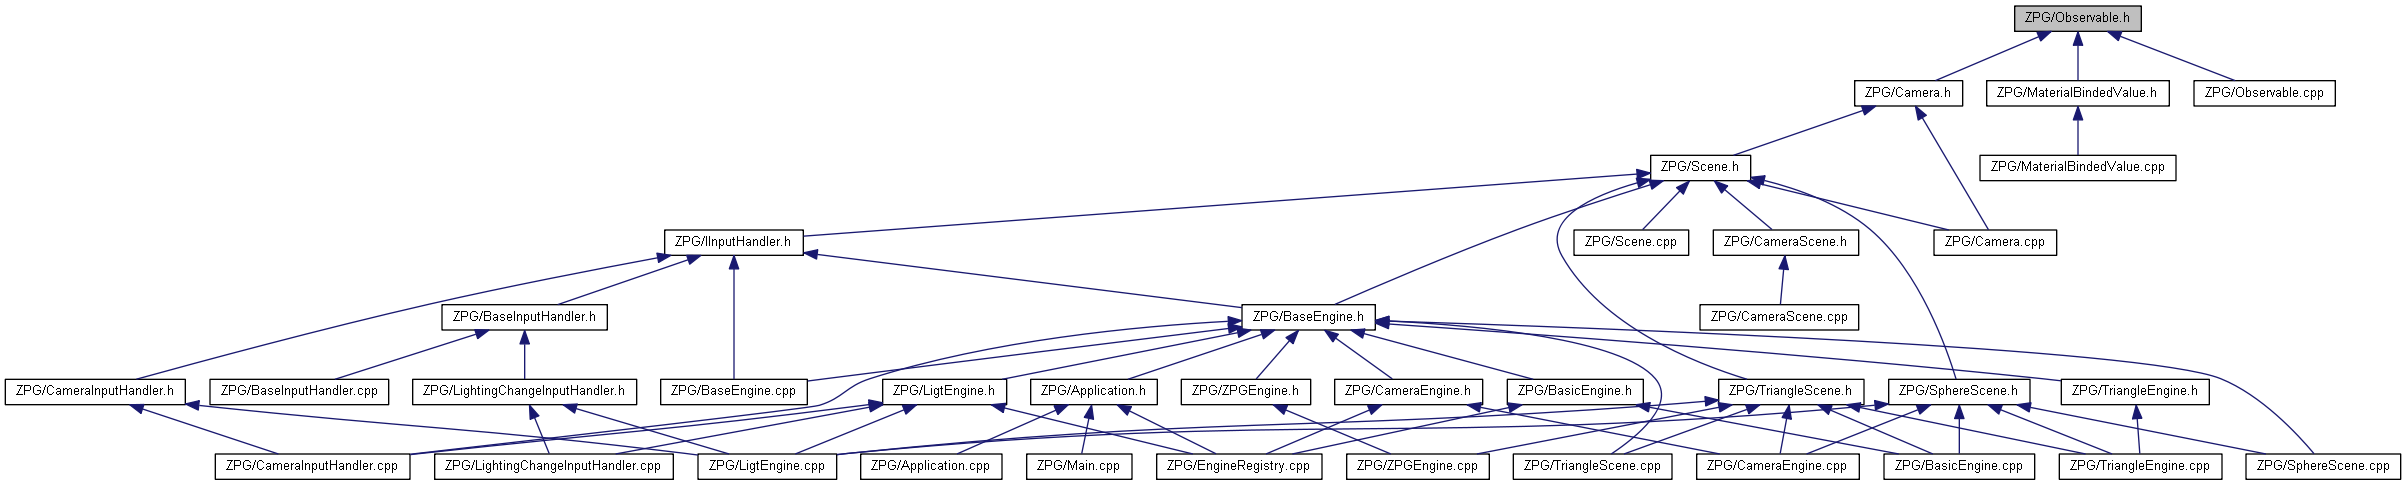 ZPG/Observable.h
ZPG/Camera.h
ZPG/MaterialBindedValue.h
ZPG/Observable.cpp
ZPG/Scene.h
ZPG/MaterialBindedValue.cpp
ZPG/IInputHandler.h
ZPG/Scene.cpp
ZPG/CameraScene.h
ZPG/Camera.cpp
ZPG/BaseInputHandler.h
ZPG/BaseEngine.h
ZPG/CameraScene.cpp
ZPG/CameraInputHandler.h
ZPG/BaseInputHandler.cpp
ZPG/LightingChangeInputHandler.h
ZPG/BaseEngine.cpp
ZPG/LigtEngine.h
ZPG/Application.h
ZPG/ZPGEngine.h
ZPG/CameraEngine.h
ZPG/BasicEngine.h
ZPG/TriangleScene.h
ZPG/SphereScene.h
ZPG/TriangleEngine.h
ZPG/CameraInputHandler.cpp
ZPG/LightingChangeInputHandler.cpp
ZPG/LigtEngine.cpp
ZPG/Application.cpp
ZPG/Main.cpp
ZPG/EngineRegistry.cpp
ZPG/ZPGEngine.cpp
ZPG/TriangleScene.cpp
ZPG/CameraEngine.cpp
ZPG/BasicEngine.cpp
ZPG/TriangleEngine.cpp
ZPG/SphereScene.cpp